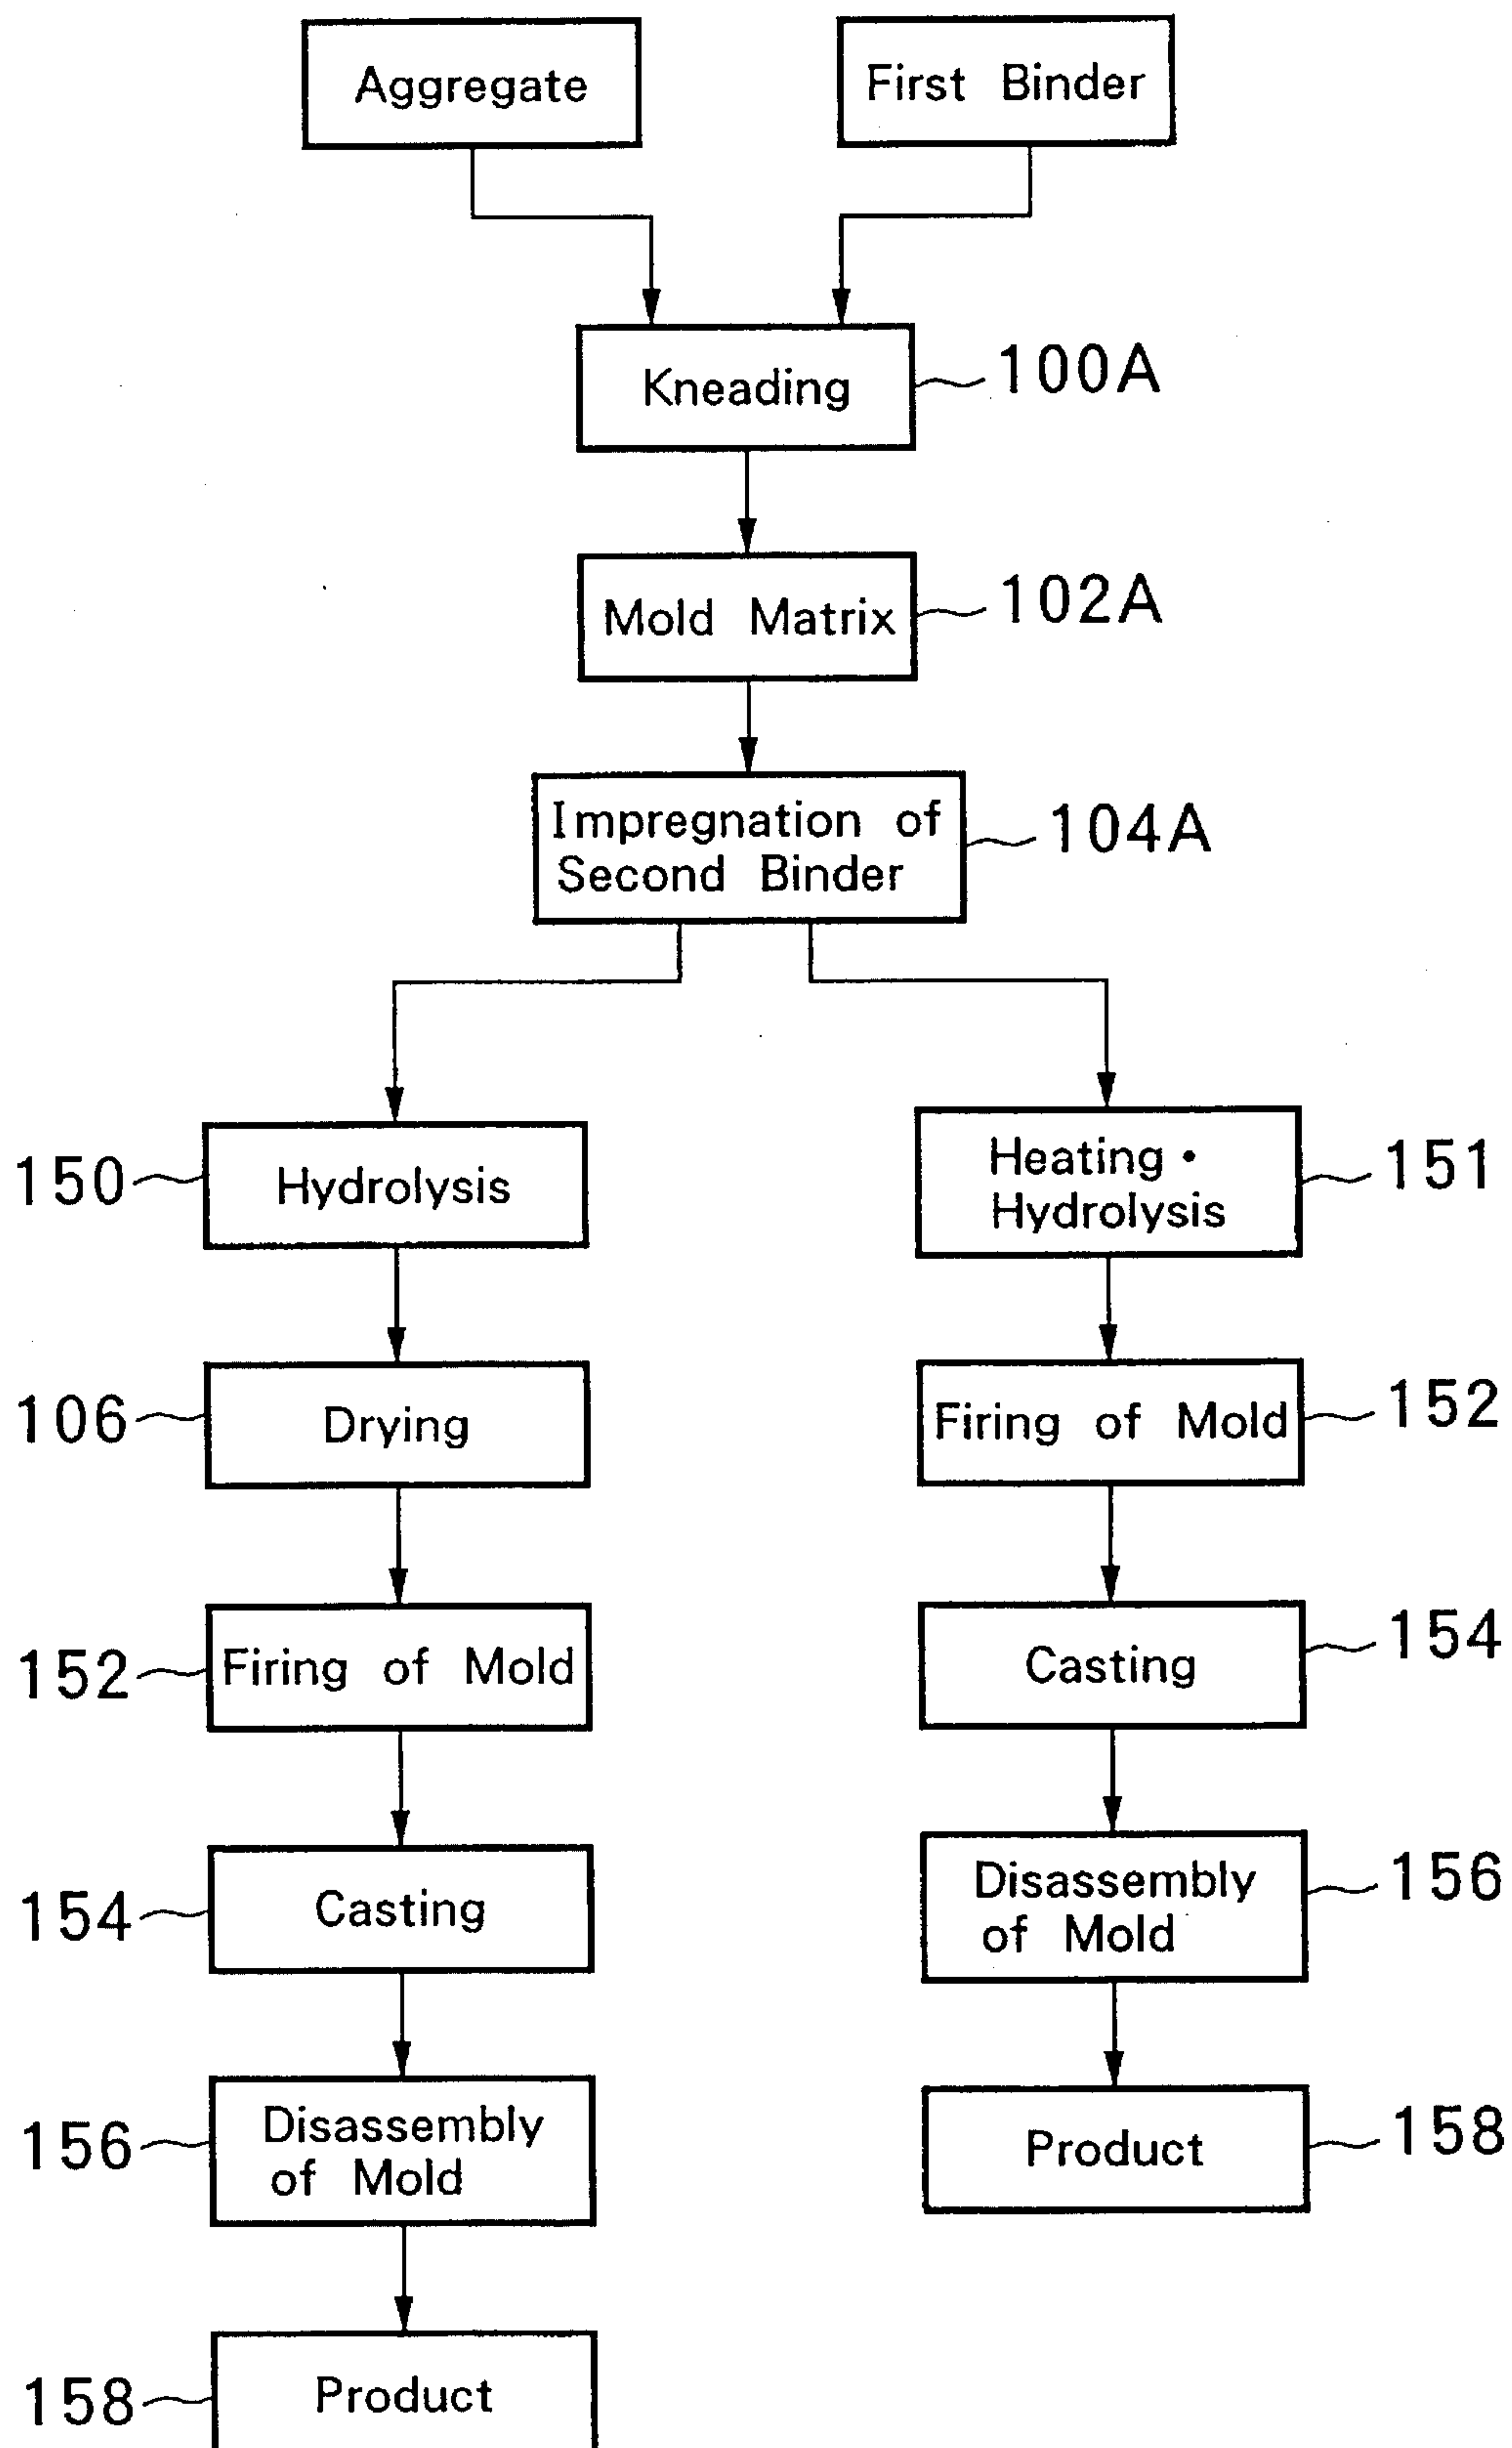 Aggregate
First Binder
Kneading
100A
Mold Matrix
102A
Impregnation of
Second Binder
104A
150
Hydrolysis
Heating・
Hydrolysis
151
106
Drying
Firing of Mold
152
152
Firing of Mold
Casting
154
154
Casting
Disassembly
of Mold
156
156
Disassembly
of Mold
Product
158
158
Product